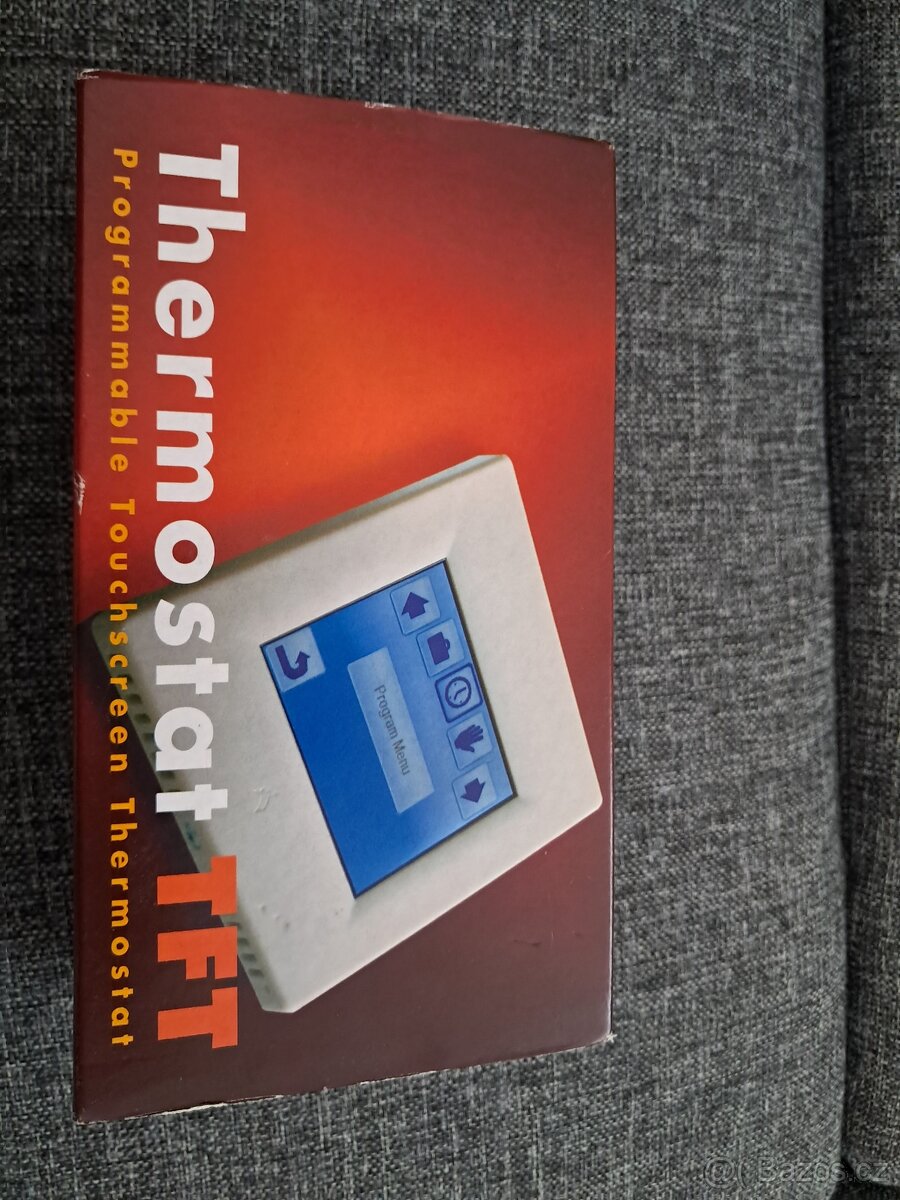 Thermostat TFT
Programmable Touchscreen Thermostat
Program Menu
Bazos.cz